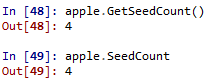 In [48]: apple.GetSeedCount()
Out[48]: 4
In [49]: apple.SeedCount
Out[49]: 4